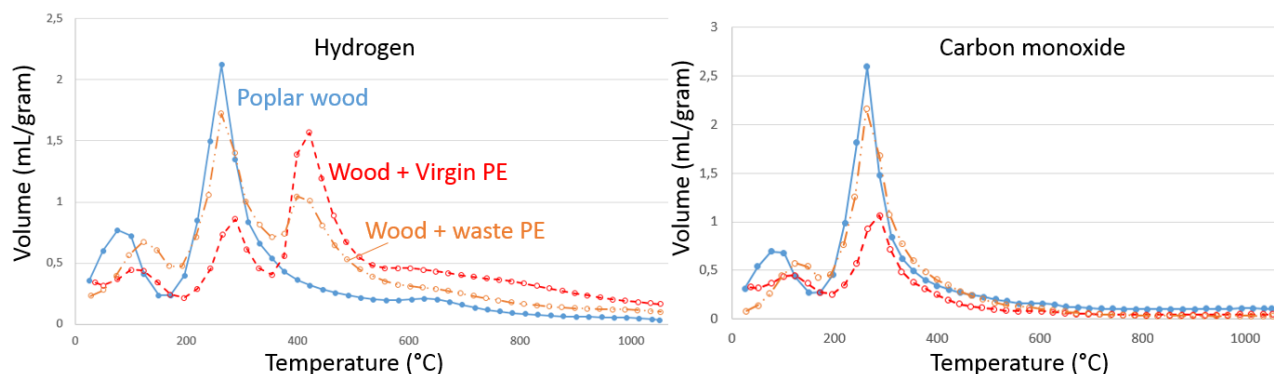 Hydrogen
Volume (mL/gram)
2,5
2
1,5
1
0,5
0
Poplar wood
Wood + Virgin PE
Wood + waste PE
0 200 400 600 800 1000
Temperature (°C)
Carbon monoxide
Volume (mL/gram)
3
2,5
2
1,5
1
0,5
0
0 200 400 600 800 1000
Temperature (°C)